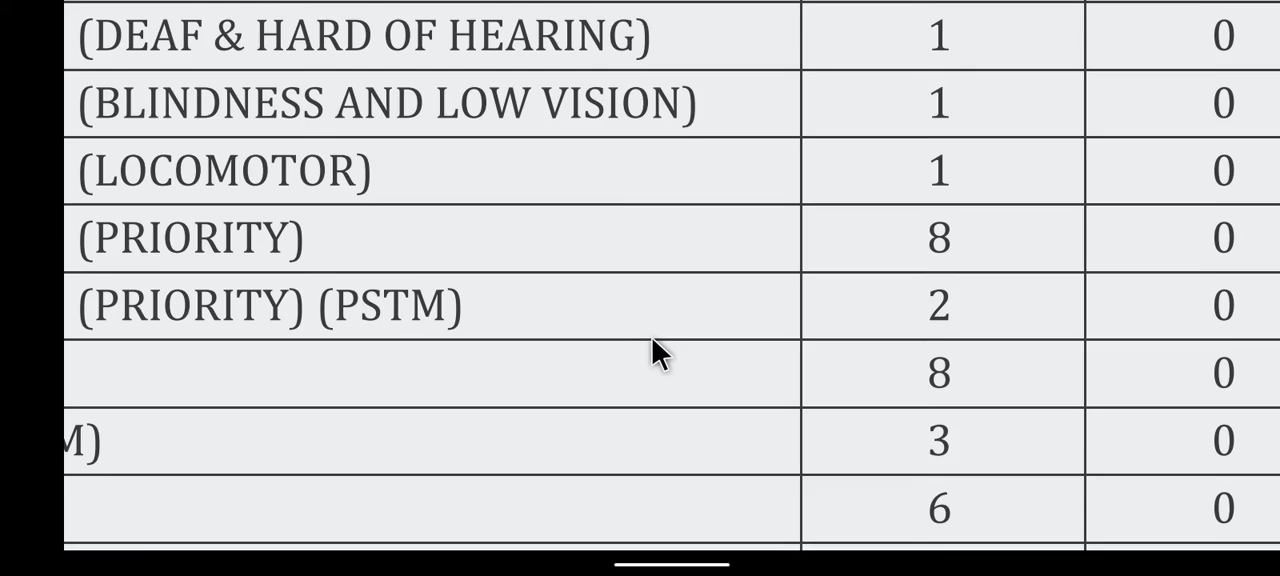 (DEAF & HARD OF HEARING) 1 0
(BLINDNESS AND LOW VISION) 1 0
(LOCOMOTOR) 1 0
(PRIORITY) 8 0
(PRIORITY) (PSTM) 2 0
8 0
M) 3 0
6 0